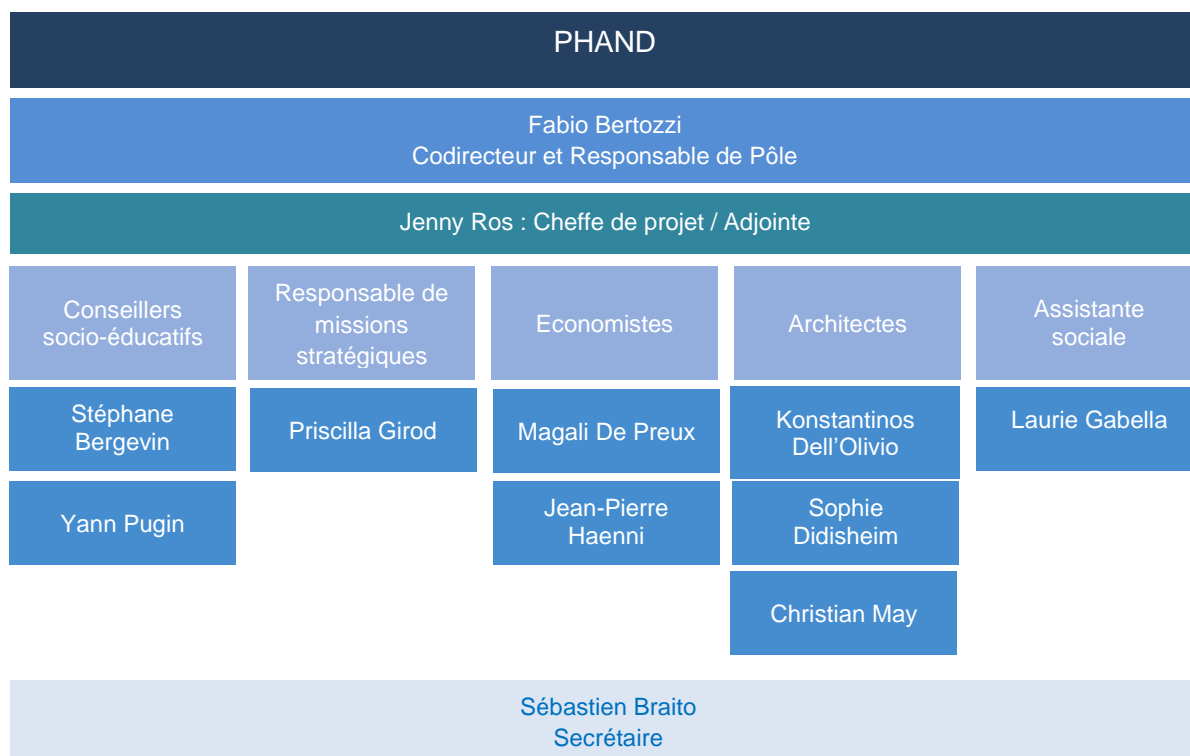 PHAND
Fabio Bertozzi
Codirecteur et Responsable de Pôle
Jenny Ros : Cheffe de projet / Adjointe
Conseillers
socio-éducatifs
Responsable de
missions
stratégiques
Economistes
Architectes
Assistante
sociale
Stéphane
Bergevin
Priscilla Girod
Magali De Preux
Konstantinos
Dell’Olivio
Laurie Gabella
Yann Pugin
Jean-Pierre
Haenni
Sophie
Didisheim
Christian May
Sébastien Braito
Secrétaire